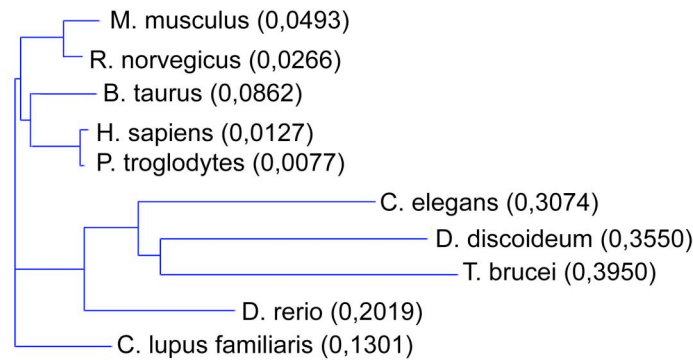 M. musculus (0,0493)
R. norvegicus (0,0266)
B. taurus (0,0862)
H. sapiens (0,0127)
P. troglodytes (0,0077)
C. elegans (0,3074)
D. discoideum (0,3550)
T. brucei (0,3950)
D. rerio (0,2019)
C. lupus familiaris (0,1301)